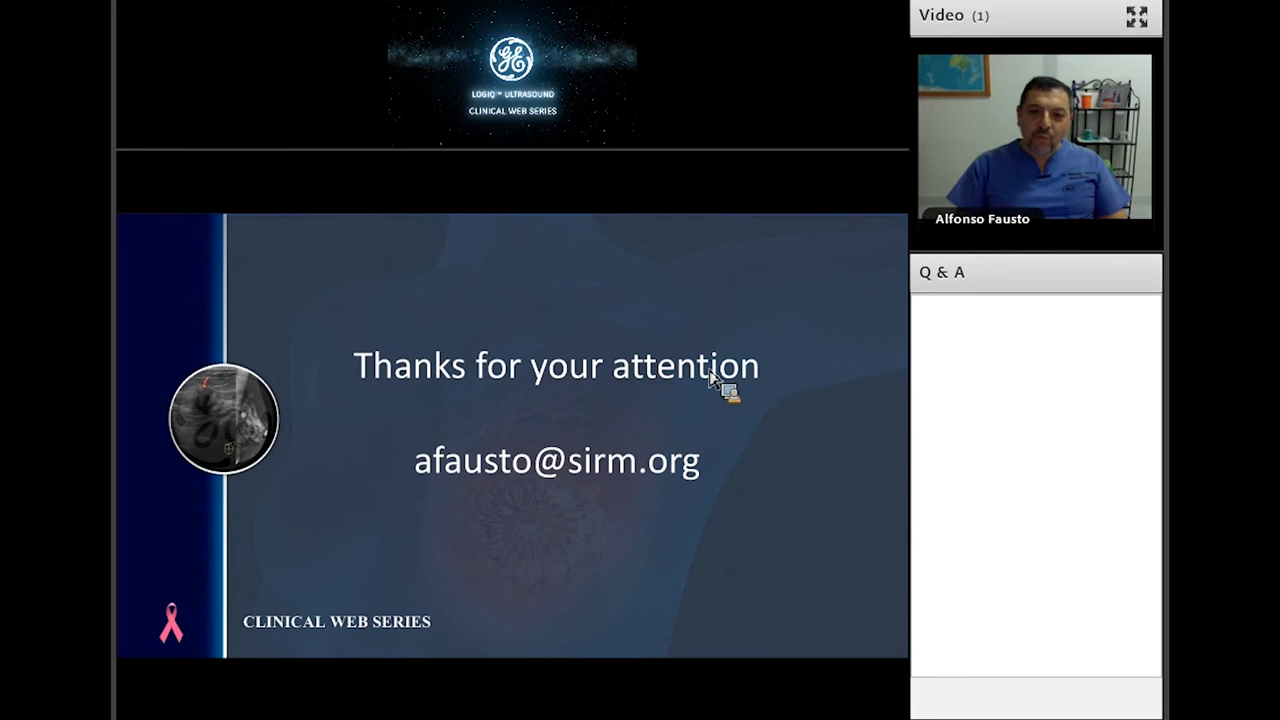 LOGIQ™ ULTRASOUND
CLINICAL WEB SERIES
Video (1)
Alfonso Fausto
Q & A
Thanks for your attention
afausto@sirm.org
CLINICAL WEB SERIES